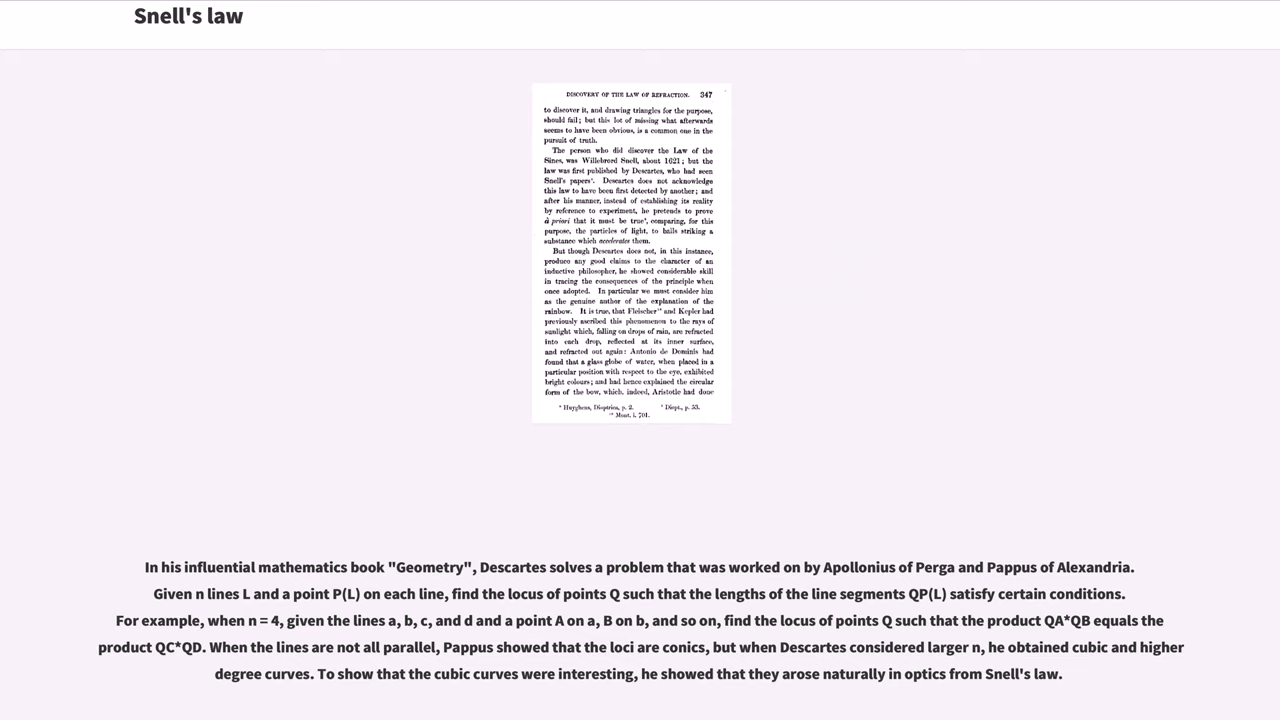 Snell's law
DISCOVERY OF THE LAW OF REFRACTION. 347
to discover it, and drawing triangles for the purpose,
should fail; but this lot of missing what afterwards
seems to have been obvious, is a common one in the
pursuit of truth.
The person who did discover the Law of the
Sines, was Willebrord Snell, about 1621; but the
law was first published by Descartes, who had seen
Snell's papers. Descartes does not acknowledge
this law to have been first detected by another; and
after his manner, instead of establishing its reality
by reference to experiment, he pretends to prove
à priori that it must be true, comparing, for this
purpose, the particles of light, to balls striking a
substance which accelerates them.
But though Descartes does not, in this instance,
produce any good claims to the character of an
inductive philosopher, he showed considerable skill
in tracing the consequences of the principle when
once adopted. In particular we must consider him
as the genuine author of the explanation of the
rainbow. It is true, that Fleischer and Kepler had
previously ascribed this phenomenon to the rays of
sunlight which, falling on drops of rain, are refracted
into each drop, reflected at its inner surface,
and refracted out again: Antonio de Dominis had
found that a glass globe of water, when placed in a
particular position with respect to the eye, exhibited
bright colours; and had hence explained the circular
form of the bow, which, indeed, Aristotle had done
Huyghens, Dioptrica, p. 2. Diopt., p. 53.
Mont. i. 701.
In his influential mathematics book "Geometry", Descartes solves a problem that was worked on by Apollonius of Perga and Pappus of Alexandria.
Given n lines L and a point P(L) on each line, find the locus of points Q such that the lengths of the line segments QP(L) satisfy certain conditions.
For example, when n = 4, given the lines a, b, c, and d and a point A on a, B on b, and so on, find the locus of points Q such that the product QA*QB equals the
product QC*QD. When the lines are not all parallel, Pappus showed that the loci are conics, but when Descartes considered larger n, he obtained cubic and higher
degree curves. To show that the cubic curves were interesting, he showed that they arose naturally in optics from Snell's law.